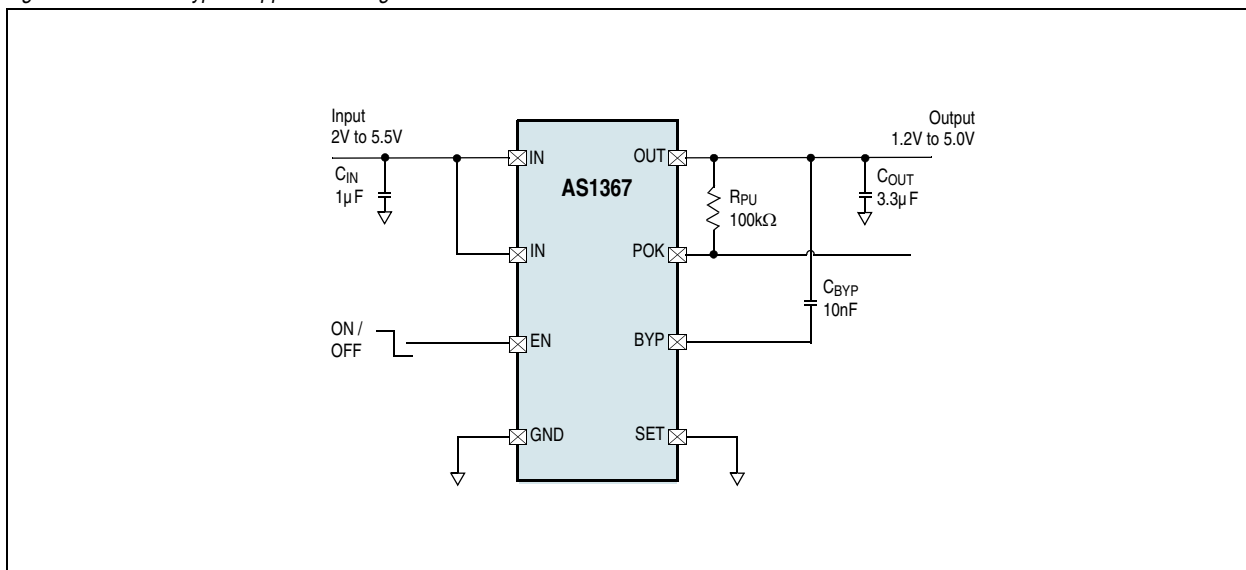 Input
2V to 5.5V
Output
1.2V to 5.0V
IN
OUT
AS1367
CIN
1µF
RPU
100kΩ
COUT
3.3µF
IN
POK
CBYP
10nF
ON /
OFF
EN
BYP
GND
SET